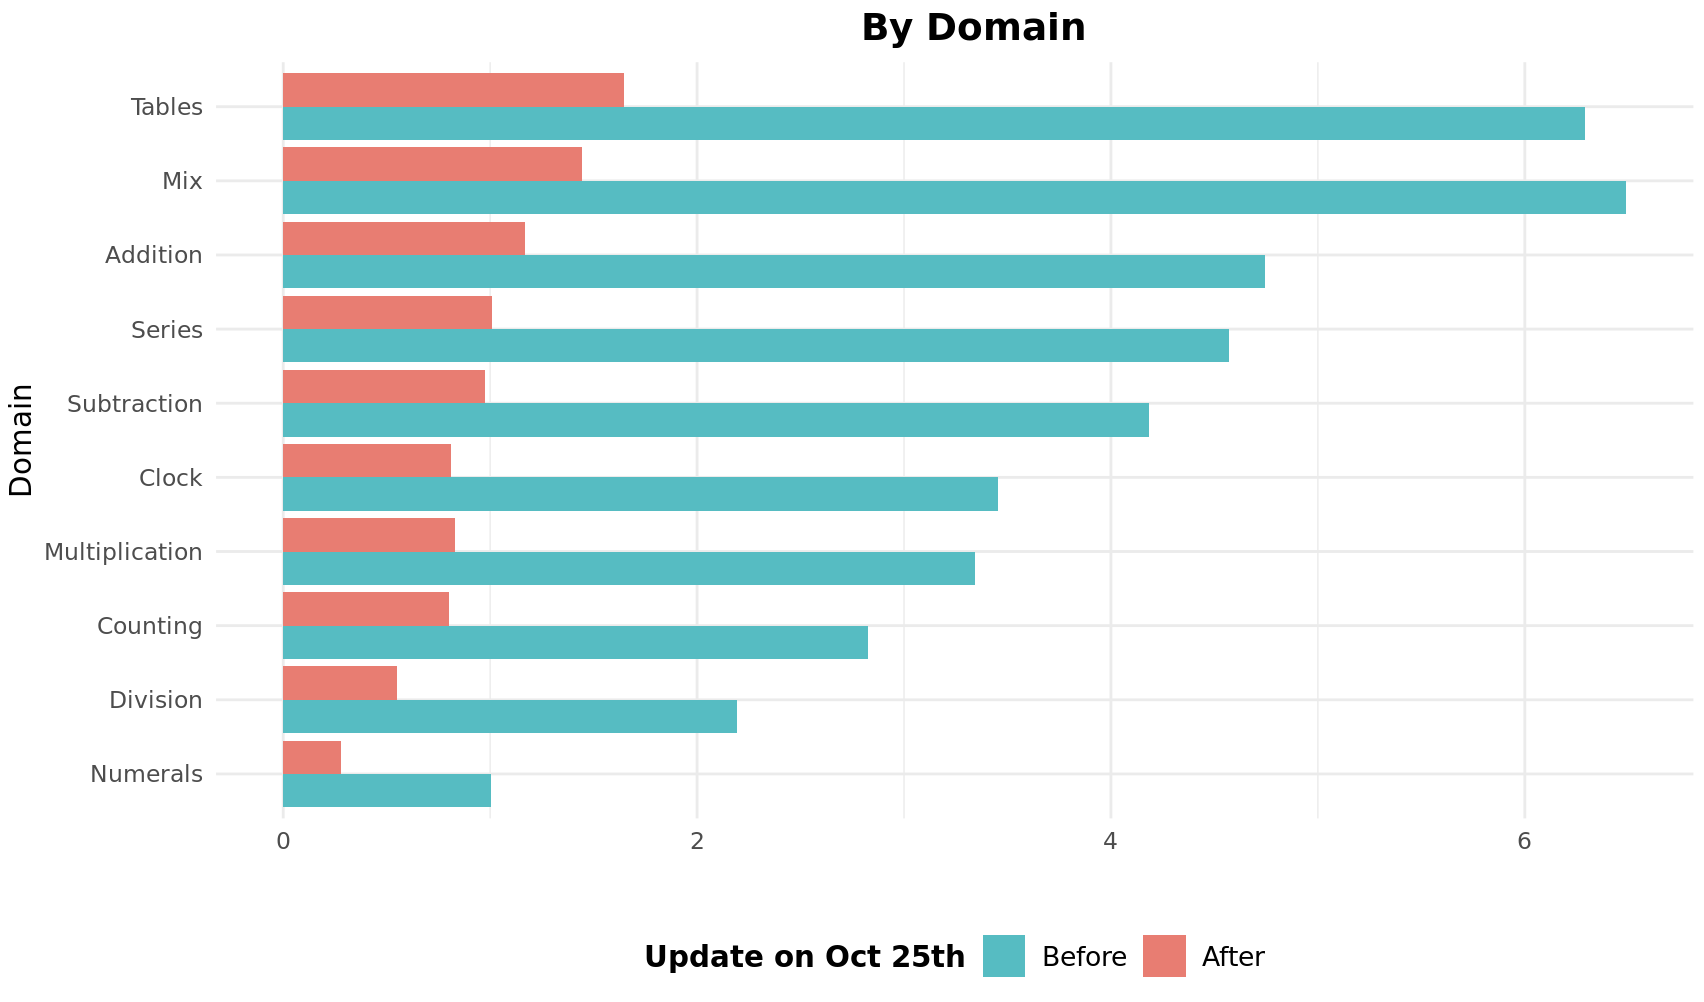 By Domain
Tables
Mix
Addition
Series
Subtraction
Clock
Multiplication
Counting
Division
Numerals
Domain
0 2 4 6
Update on Oct 25th Before After